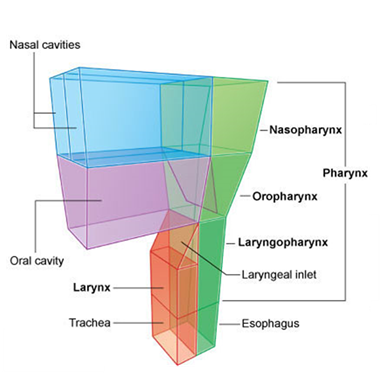 Nasal cavities
Nasopharynx
Pharynx
Oropharynx
Laryngopharynx
Oral cavity
Laryngeal inlet
Larynx
Trachea
Esophagus